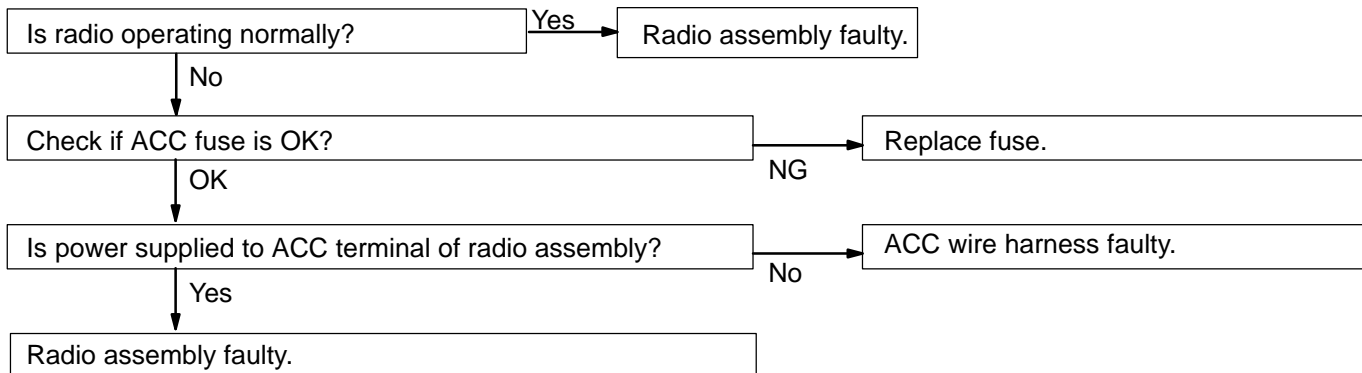 Is radio operating normally?
Yes
Radio assembly faulty.
No
Check if ACC fuse is OK?
NG
Replace fuse.
OK
Is power supplied to ACC terminal of radio assembly?
No
ACC wire harness faulty.
Yes
Radio assembly faulty.